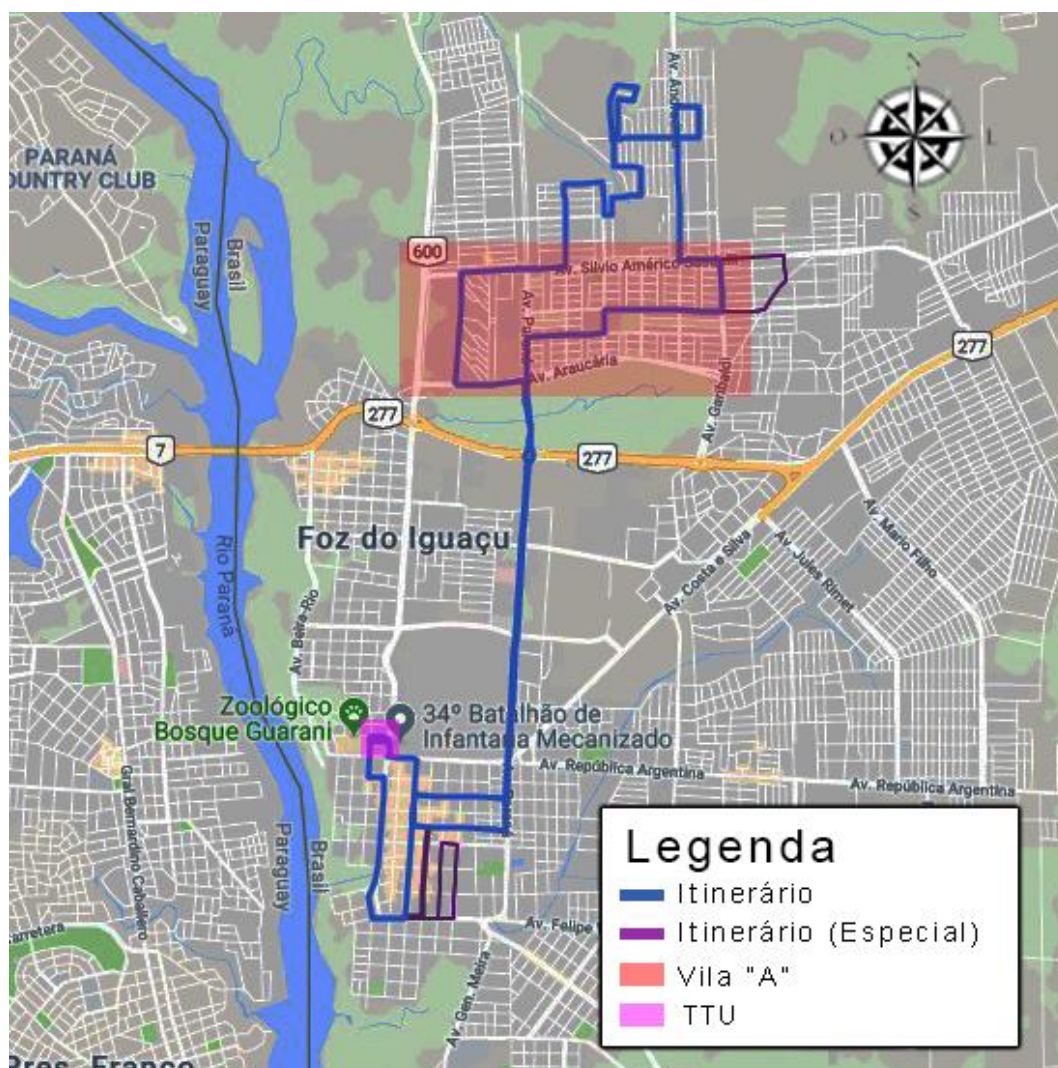 N
O
L
S
PARANÁ
OUNTRY CLUB
Paraguay
Brasil
600
Av. Silvio Américo
Av. Araucária
Av. Garibaldi
277
277
277
7
Foz do Iguaçu
Rio Paraná
Av. Beira-Rio
Av. Costa e Silva
Av. Jules Rimet
Av. Mario Filho
Zoológico
Bosque Guarani
34º Batalhão de
Infantaria Mecanizado
Av. República Argentina
Av. República Argentina
Gral Bernardino Caballero
Paraguay
Brasil
Av. Felipe
Av. Gen. Meira
Legenda
Itinerário
Itinerário (Especial)
Vila "A"
TTU
Pres. Franco